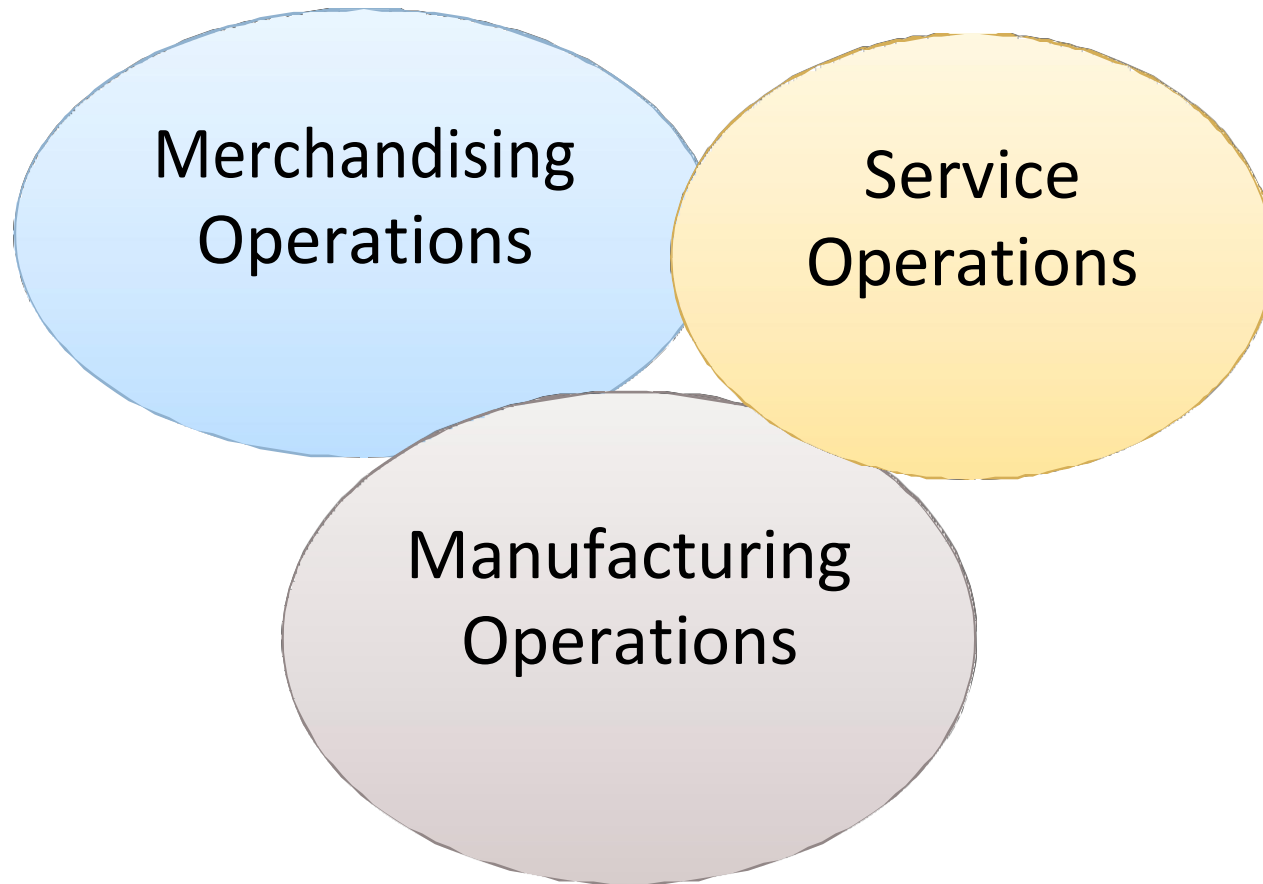 Merchandising
Operations
Service
Operations
Manufacturing
Operations